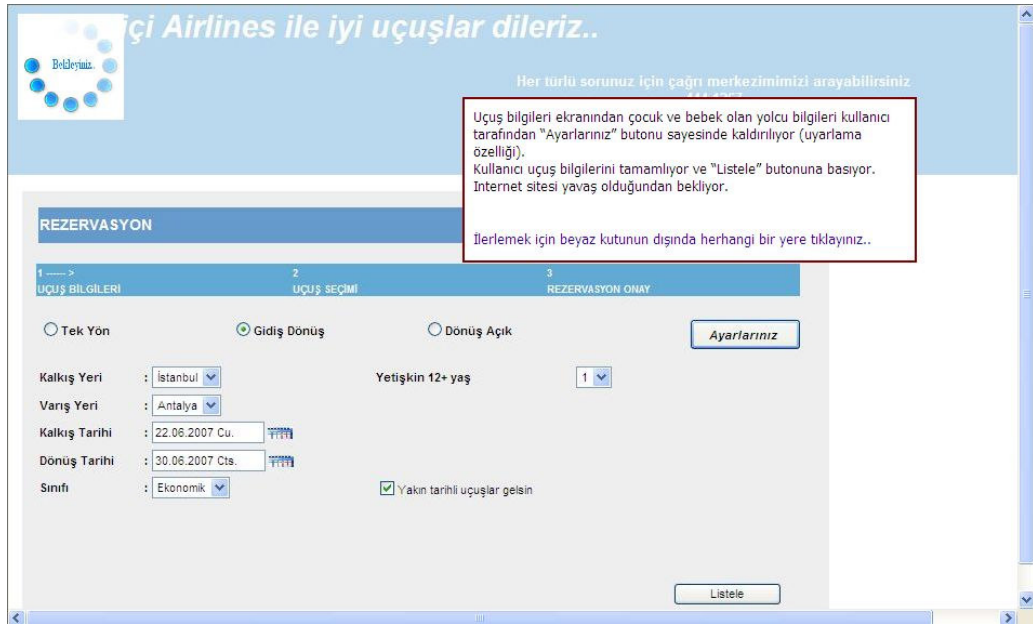 içi Airlines ile iyi uçuşlar dileriz..
Bekleyiniz.
Her türlü sorunuz için çağrı merkezimimizi arayabilirsiniz
Uçuş bilgileri ekranından çocuk ve bebek olan yolcu bilgileri kullanıcı
tarafından “Ayarlarınız” butonu sayesinde kaldırılıyor (uyarlama
özelliği).
Kullanıcı uçuş bilgilerini tamamlıyor ve “Listele” butonuna basıyor.
Internet sitesi yavaş olduğundan bekliyor.
İlerlemek için beyaz kutunun dışında herhangi bir yere tıklayınız..
REZERVASYON
1 ----- > 2 3
UÇUŞ BİLGİLERİ UÇUŞ SEÇİMİ REZERVASYON ONAY
Tek Yön Gidiş Dönüş Dönüş Açık Ayarlarınız
Kalkış Yeri : İstanbul Yetişkin 12+ yaş 1
Varış Yeri : Antalya
Kalkış Tarihi : 22.06.2007 Cu.
Dönüş Tarihi : 30.06.2007 Cts.
Sınıfı : Ekonomik Yakın tarihli uçuşlar gelsin
Listele